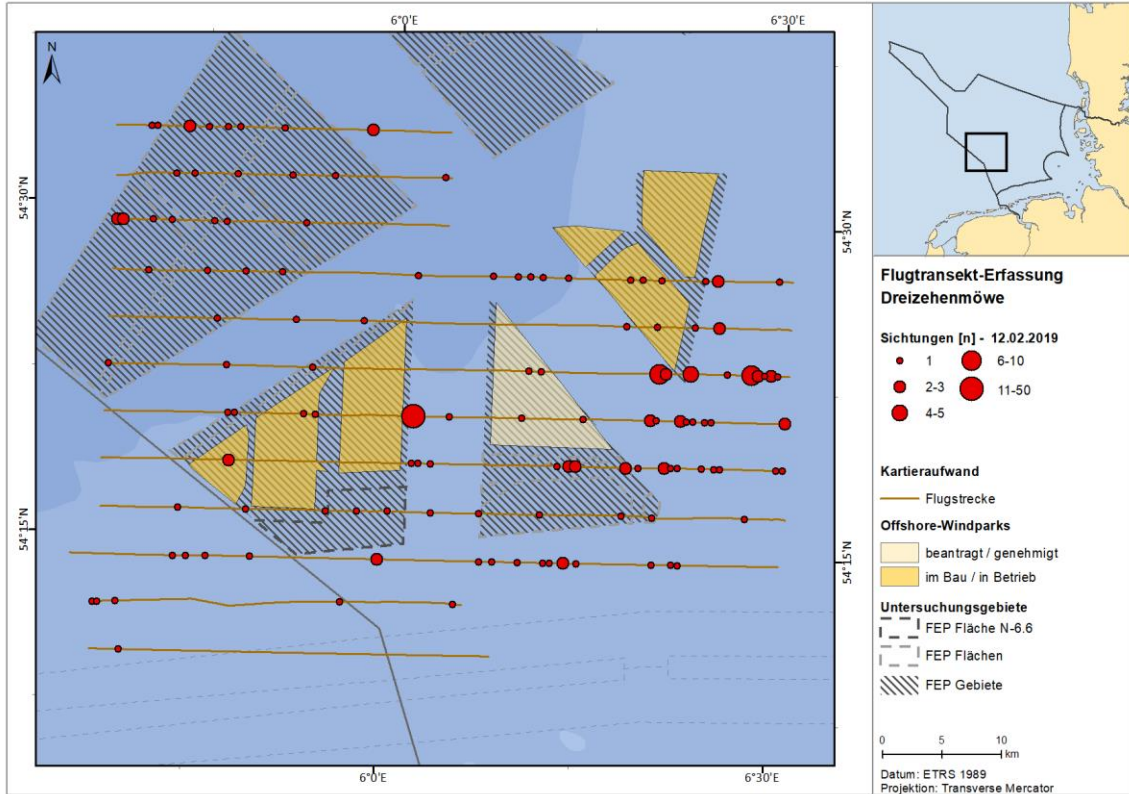 6°0'E
6°30'E
N
54°30'N
54°30'N
54°15'N
54°15'N
6°0'E
6°30'E
Flugtransekt-Erfassung
Dreizehenmöwe
Sichtungen [n] - 12.02.2019
1
6-10
2-3
11-50
4-5
Kartieraufwand
Flugstrecke
Offshore-Windparks
beantragt / genehmigt
im Bau / in Betrieb
Untersuchungsgebiete
FEP Fläche N-6.6
FEP Flächen
FEP Gebiete
0 5 10
km
Datum: ETRS 1989
Projektion: Transverse Mercator